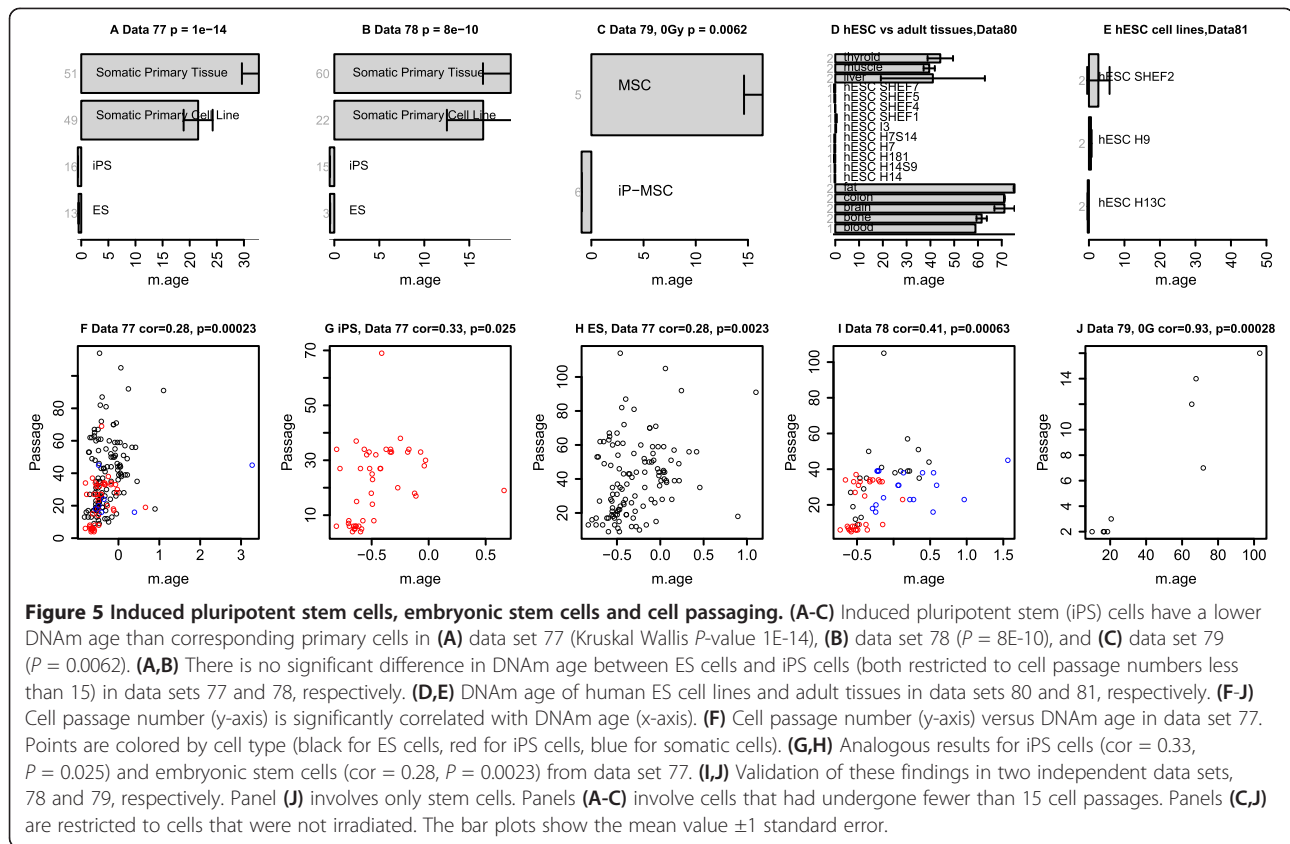 A Data 77 p = 1e−14
51
Somatic Primary Tissue
49
Somatic Primary Cell Line
16
iPS
13
ES
0 5 15 20 30
m.age
B Data 78 p = 8e−10
60
Somatic Primary Tissue
22
Somatic Primary Cell Line
15
iPS
3
ES
0 5 10 15
m.age
C Data 79, 0Gy p = 0.0062
5
MSC
6
iP−MSC
0 5 10 15
m.age
D hESC vs adult tissues,Data80
2 thyroid
2 muscle
2 liver
1 hESC SHEF7
1 hESC SHEF5
1 hESC SHEF4
1 hESC SHEF1
1 hESC I3
1 hESC H7S14
1 hESC H7
1 hESC H181
1 hESC H14S9
1 hESC H14
2 fat
2 colon
2 brain
2 bone
1 blood
0 10 20 30 40 50 60 70
m.age
E hESC cell lines,Data81
2 hESC SHEF2
2 hESC H9
2 hESC H13C
0 10 20 30 40 50
m.age
F Data 77 cor=0.28, p=0.00023
Passage
0 20 40 60 80
0 1 2 3
m.age
G iPS, Data 77 cor=0.33, p=0.025
Passage
10 30 50 70
−0.5 0.0 0.5
m.age
H ES, Data 77 cor=0.28, p=0.0023
Passage
20 40 60 80 100
−0.5 0.0 0.5 1.0
m.age
I Data 78 cor=0.41, p=0.00063
Passage
20 40 60 80 100
−0.5 0.0 0.5 1.0 1.5
m.age
J Data 79, 0G cor=0.93, p=0.00028
Passage
2 4 6 8 10 14
20 40 60 80 100
m.age
Figure 5 Induced pluripotent stem cells, embryonic stem cells and cell passaging. (A-C) Induced pluripotent stem (iPS) cells have a lower
DNAm age than corresponding primary cells in (A) data set 77 (Kruskal Wallis P-value 1E-14), (B) data set 78 (P = 8E-10), and (C) data set 79
(P = 0.0062). (A,B) There is no significant difference in DNAm age between ES cells and iPS cells (both restricted to cell passage numbers less
than 15) in data sets 77 and 78, respectively. (D,E) DNAm age of human ES cell lines and adult tissues in data sets 80 and 81, respectively. (F-J)
Cell passage number (y-axis) is significantly correlated with DNAm age (x-axis). (F) Cell passage number (y-axis) versus DNAm age in data set 77.
Points are colored by cell type (black for ES cells, red for iPS cells, blue for somatic cells). (G,H) Analogous results for iPS cells (cor = 0.33,
P = 0.025) and embryonic stem cells (cor = 0.28, P = 0.0023) from data set 77. (I,J) Validation of these findings in two independent data sets,
78 and 79, respectively. Panel (J) involves only stem cells. Panels (A-C) involve cells that had undergone fewer than 15 cell passages. Panels (C,J)
are restricted to cells that were not irradiated. The bar plots show the mean value ±1 standard error.